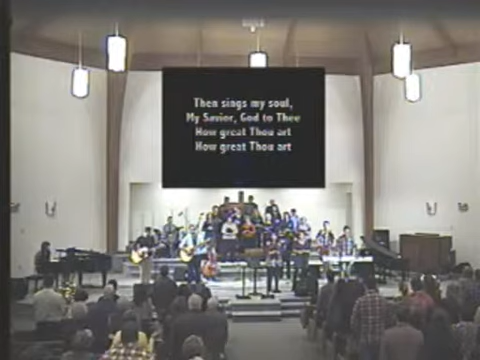 Then sings my soul,
My Savior, God to Thee
How great Thou art
How great Thou art